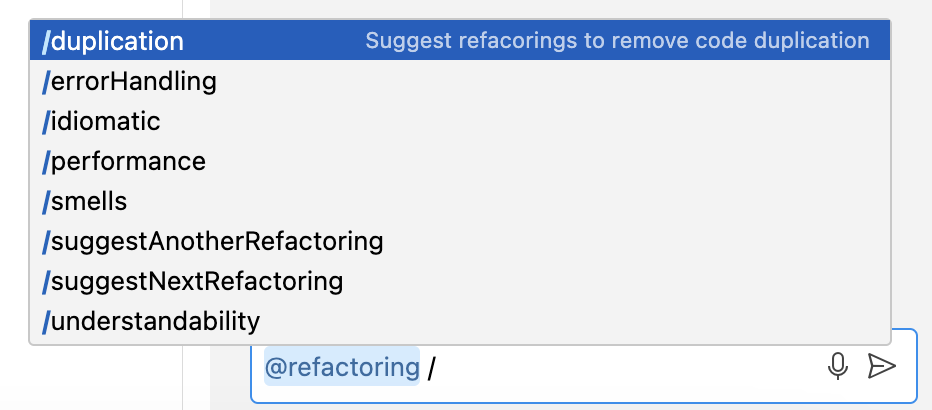 /duplication Suggest refacorings to remove code duplication
/errorHandling
/idiomatic
/performance
/smells
/suggestAnotherRefactoring
/suggestNextRefactoring
/understandability
@refactoring /